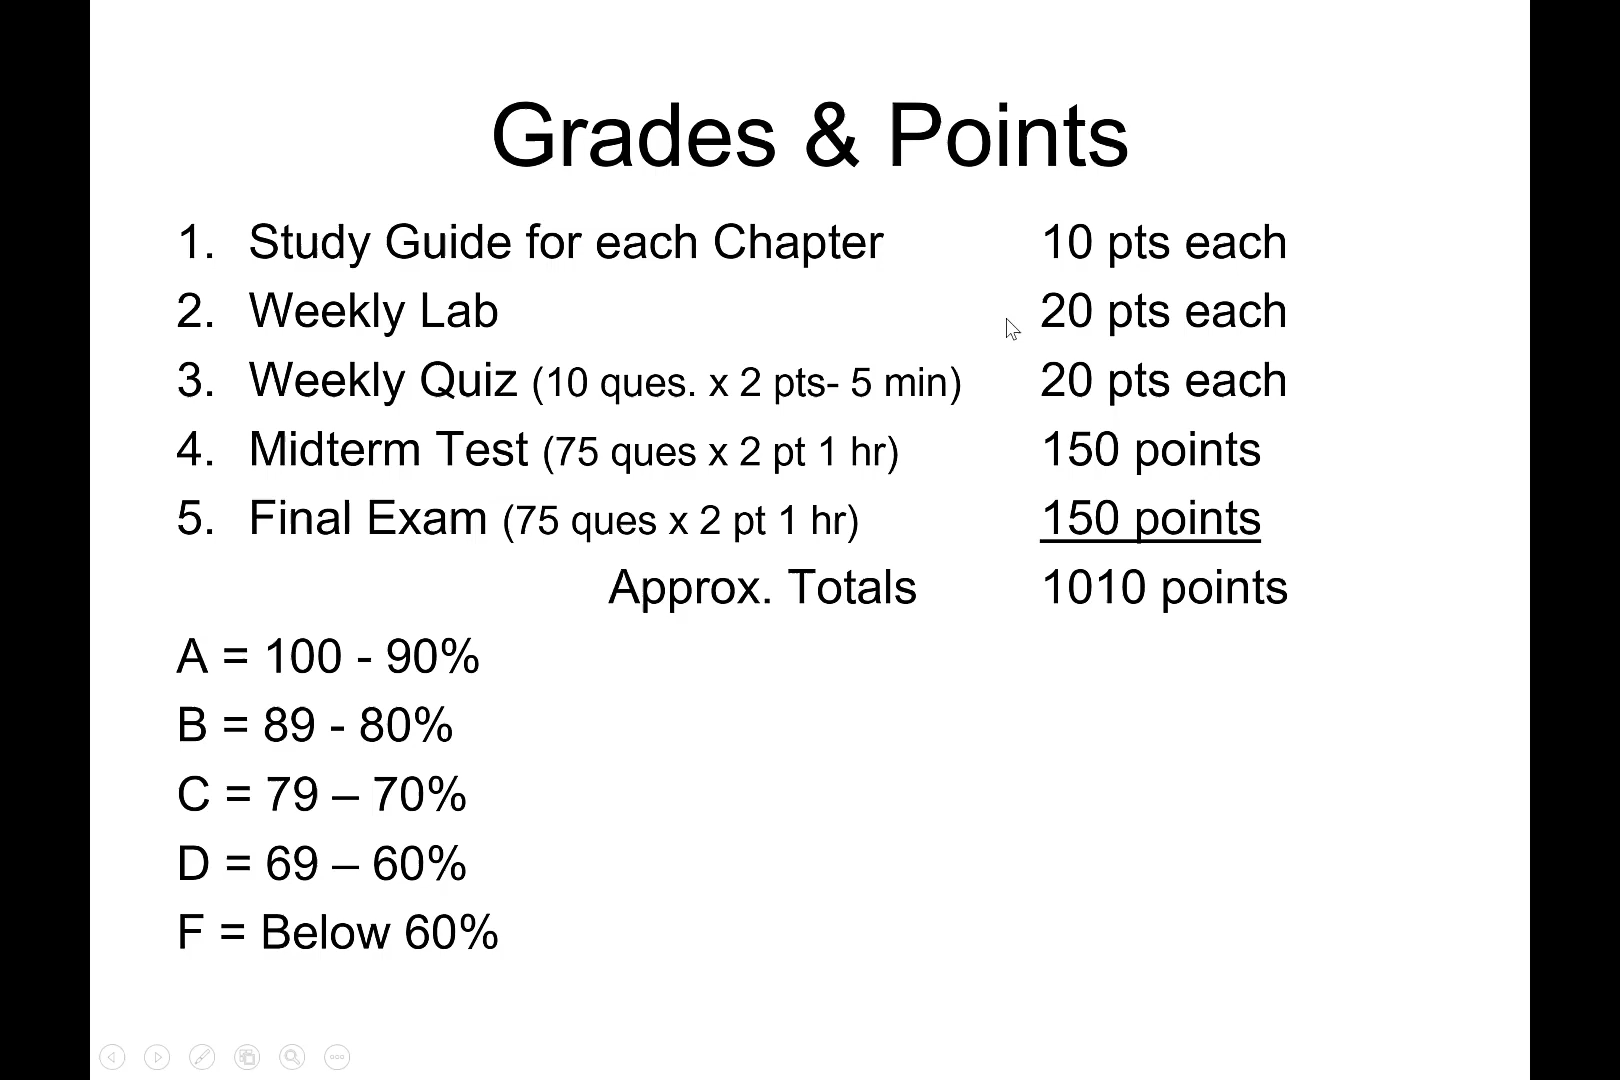 Grades & Points
1. Study Guide for each Chapter 10 pts each
2. Weekly Lab 20 pts each
3. Weekly Quiz (10 ques. x 2 pts- 5 min) 20 pts each
4. Midterm Test (75 ques x 2 pt 1 hr) 150 points
5. Final Exam (75 ques x 2 pt 1 hr) 150 points
Approx. Totals 1010 points
A = 100 - 90%
B = 89 - 80%
C = 79 – 70%
D = 69 – 60%
F = Below 60%